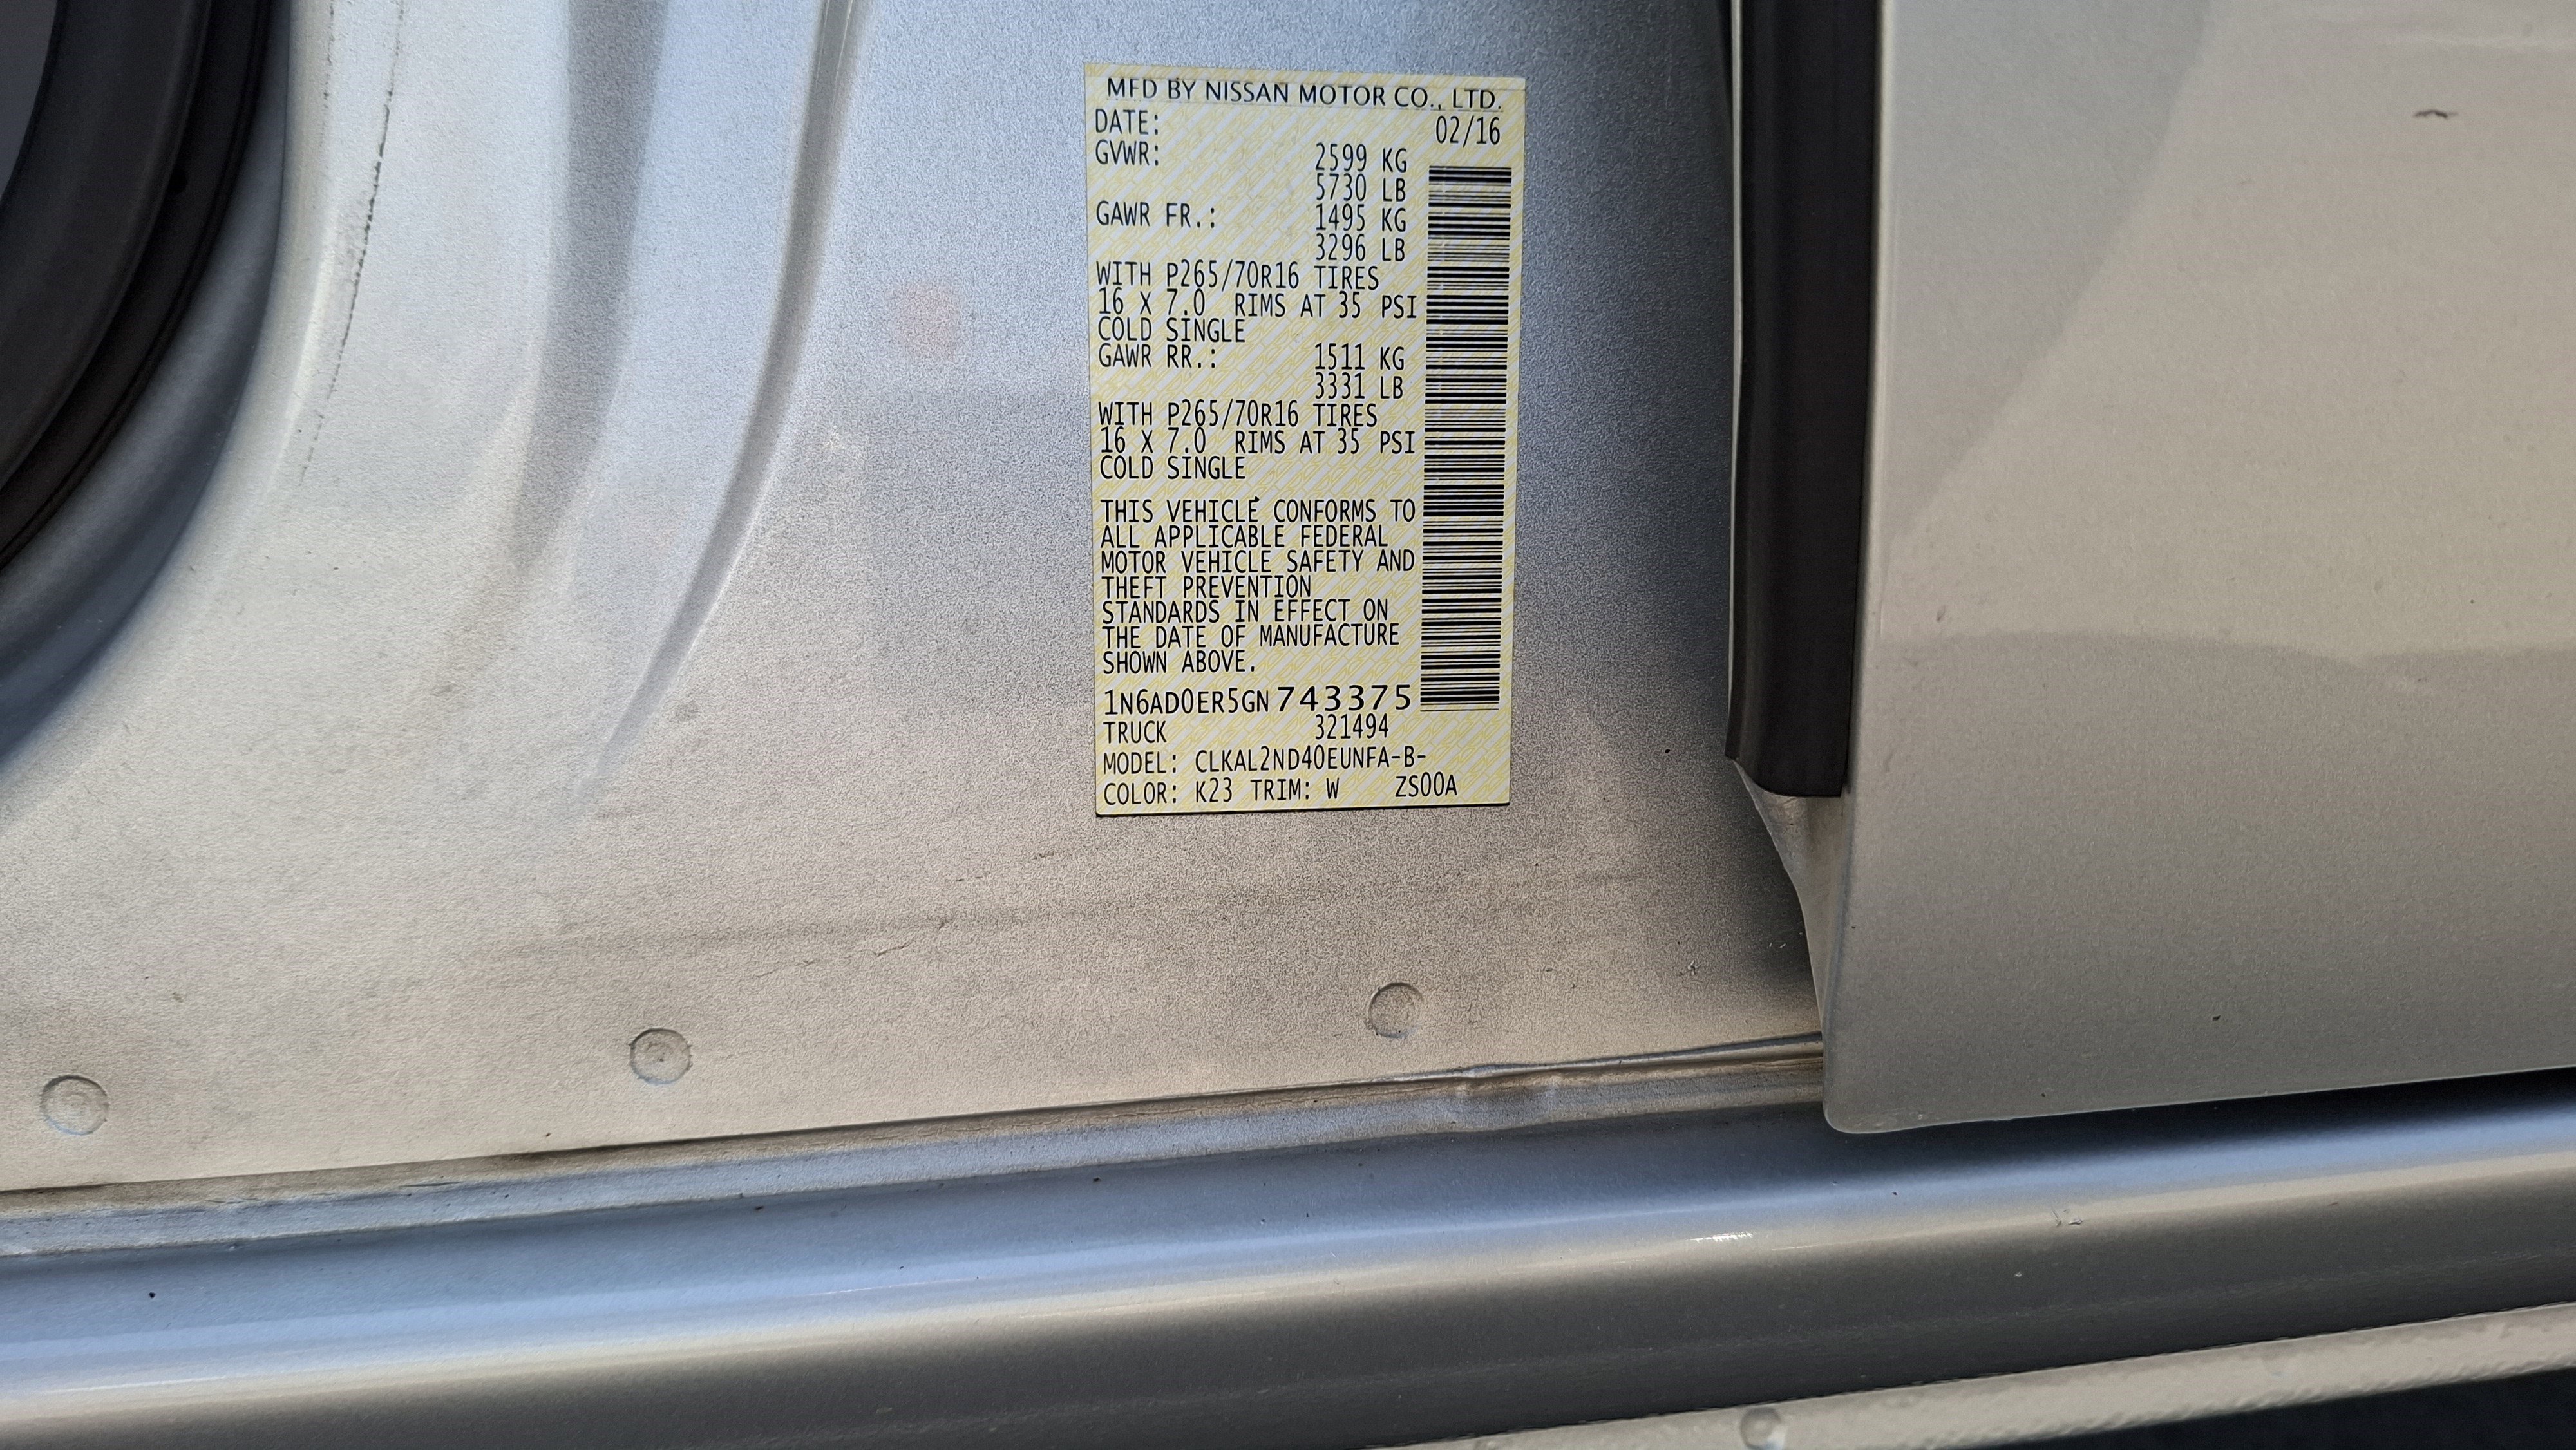 MFD BY NISSAN MOTOR CO., LTD.
DATE: 02/16
GVWR: 2599 KG
5730 LB
GAWR FR.: 1495 KG
3296 LB
WITH P265/70R16 TIRES
16 X 7.0 RIMS AT 35 PSI
COLD SINGLE
GAWR RR.: 1511 KG
3331 LB
WITH P265/70R16 TIRES
16 X 7.0 RIMS AT 35 PSI
COLD SINGLE
THIS VEHICLE CONFORMS TO
ALL APPLICABLE FEDERAL
MOTOR VEHICLE SAFETY AND
THEFT PREVENTION
STANDARDS IN EFFECT ON
THE DATE OF MANUFACTURE
SHOWN ABOVE.
1N6AD0ER5GN743375
TRUCK 321494
MODEL: CLKAL2ND40EUNFA-B-
COLOR: K23 TRIM: W ZS00A